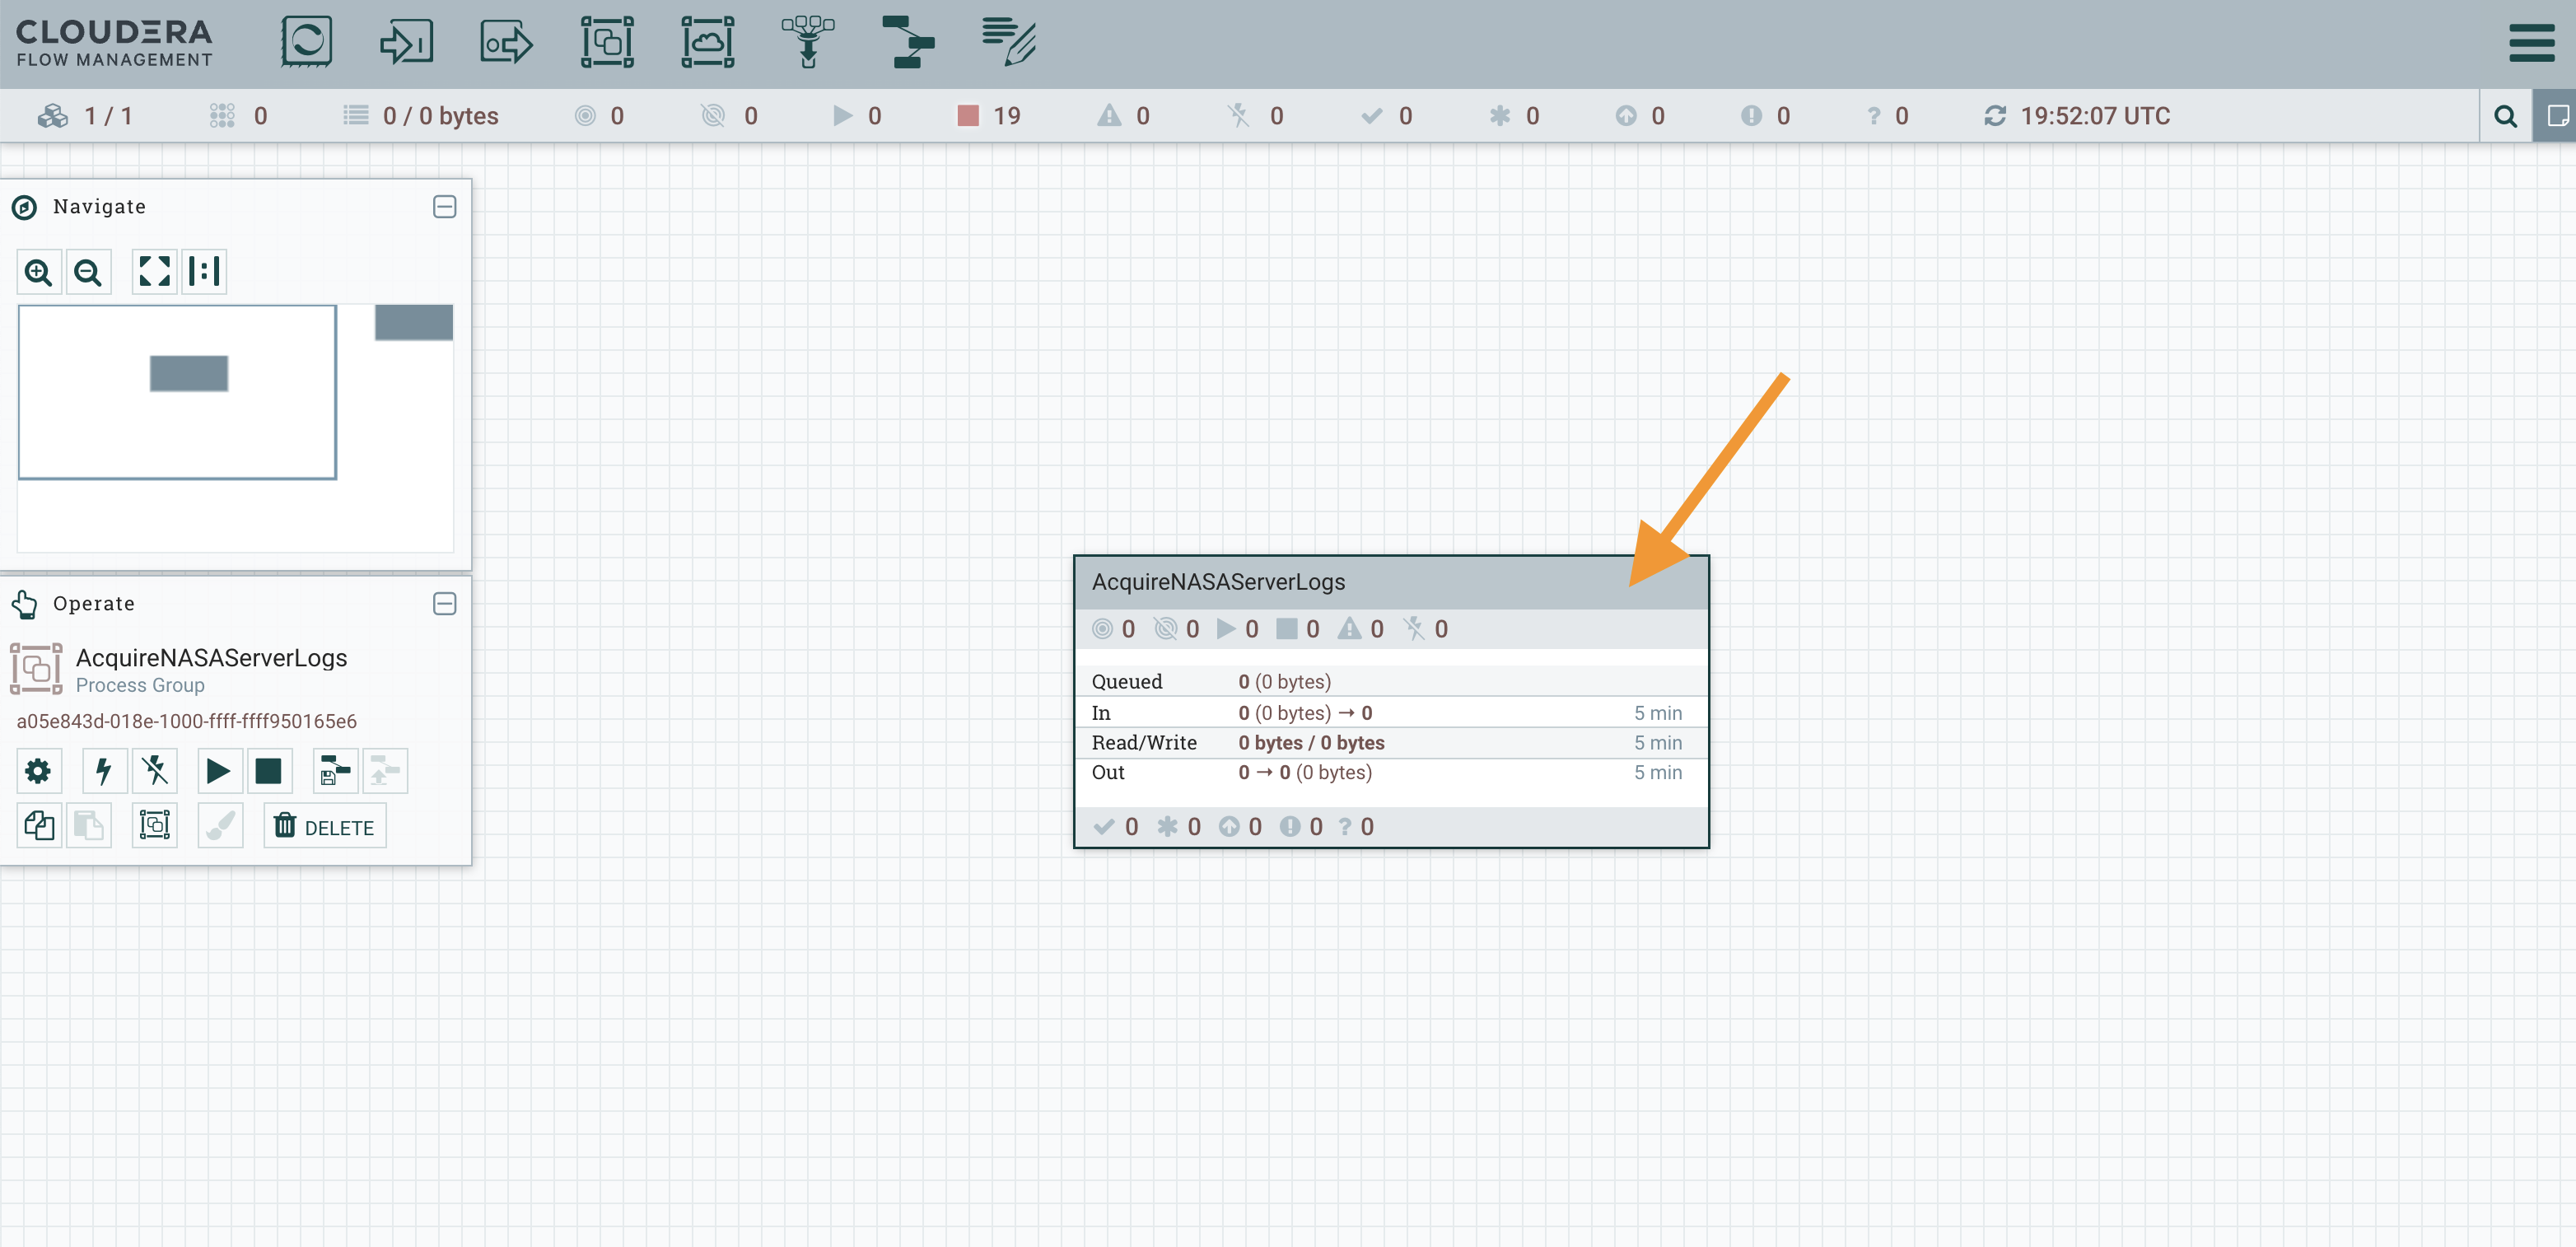 CLOUDERA
FLOW MANAGEMENT
1 / 1 0 0 / 0 bytes 0 0 0 19 0 0 0 0 0 0 ? 0 19:52:07 UTC
Navigate
Operate
AcquireNASAServerLogs
Process Group
a05e843d-018e-1000-ffff-ffff950165e6
DELETE
AcquireNASAServerLogs
0 0 0 0 0 0
Queued 0 (0 bytes)
In 0 (0 bytes) → 0 5 min
Read/Write 0 bytes / 0 bytes 5 min
Out 0 → 0 (0 bytes) 5 min
0 0 0 0 ? 0